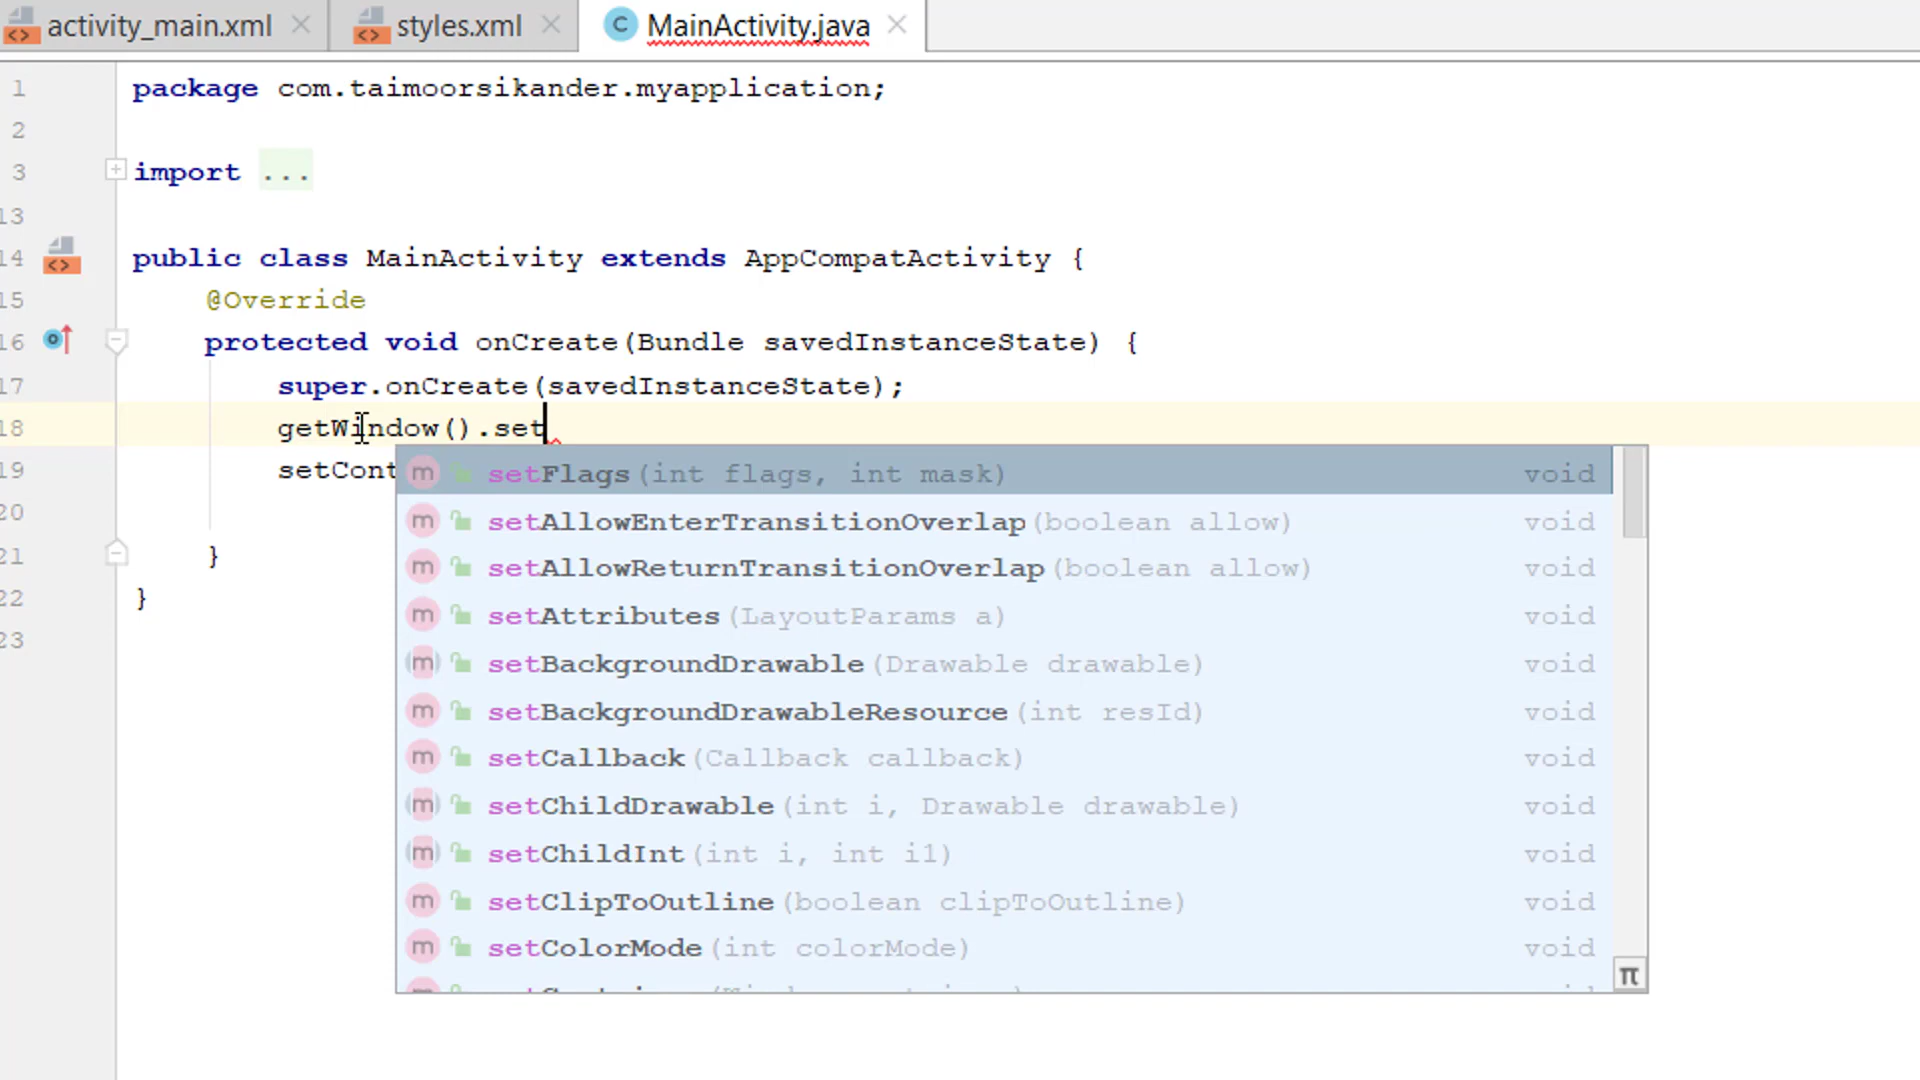 activity_main.xml styles.xml MainActivity.java
1 package com.taimoorsikander.myapplication;
2
3 import ...
13
14 public class MainActivity extends AppCompatActivity {
15 @Override
16 protected void onCreate(Bundle savedInstanceState) {
17 super.onCreate(savedInstanceState);
18 getWindow().set
19 setCont
setFlags(int flags, int mask) void
20
setAllowEnterTransitionOverlap(boolean allow) void
21 }
setAllowReturnTransitionOverlap(boolean allow) void
22 }
setAttributes(LayoutParams a) void
23
setBackgroundDrawable(Drawable drawable) void
setBackgroundDrawableResource(int resId) void
setCallback(Callback callback) void
setChildDrawable(int i, Drawable drawable) void
setChildInt(int i, int i1) void
setClipToOutline(boolean clipToOutline) void
setColorMode(int colorMode) void
π